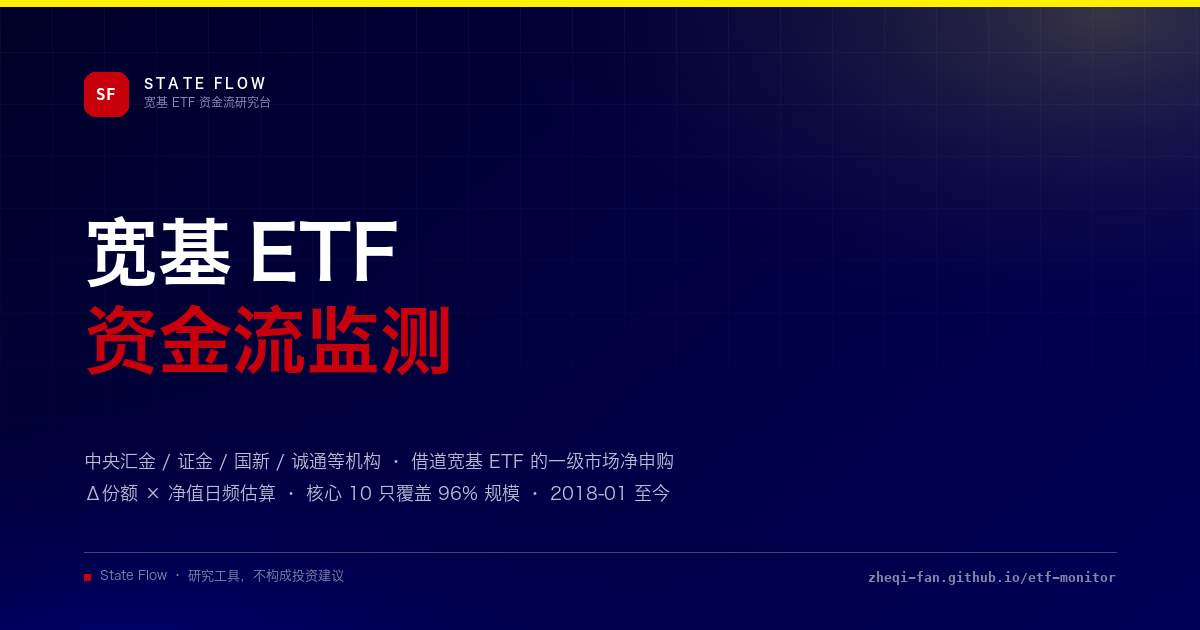 SF
STATE FLOW
宽基 ETF 资金流研究台
宽基 ETF
资金流监测
中央汇金 / 证金 / 国新 / 诚通等机构 · 借道宽基 ETF 的一级市场净申购
Δ份额 × 净值日频估算 · 核心 10 只覆盖 96% 规模 · 2018-01 至今
State Flow · 研究工具，不构成投资建议
zheqi-fan.github.io/etf-monitor